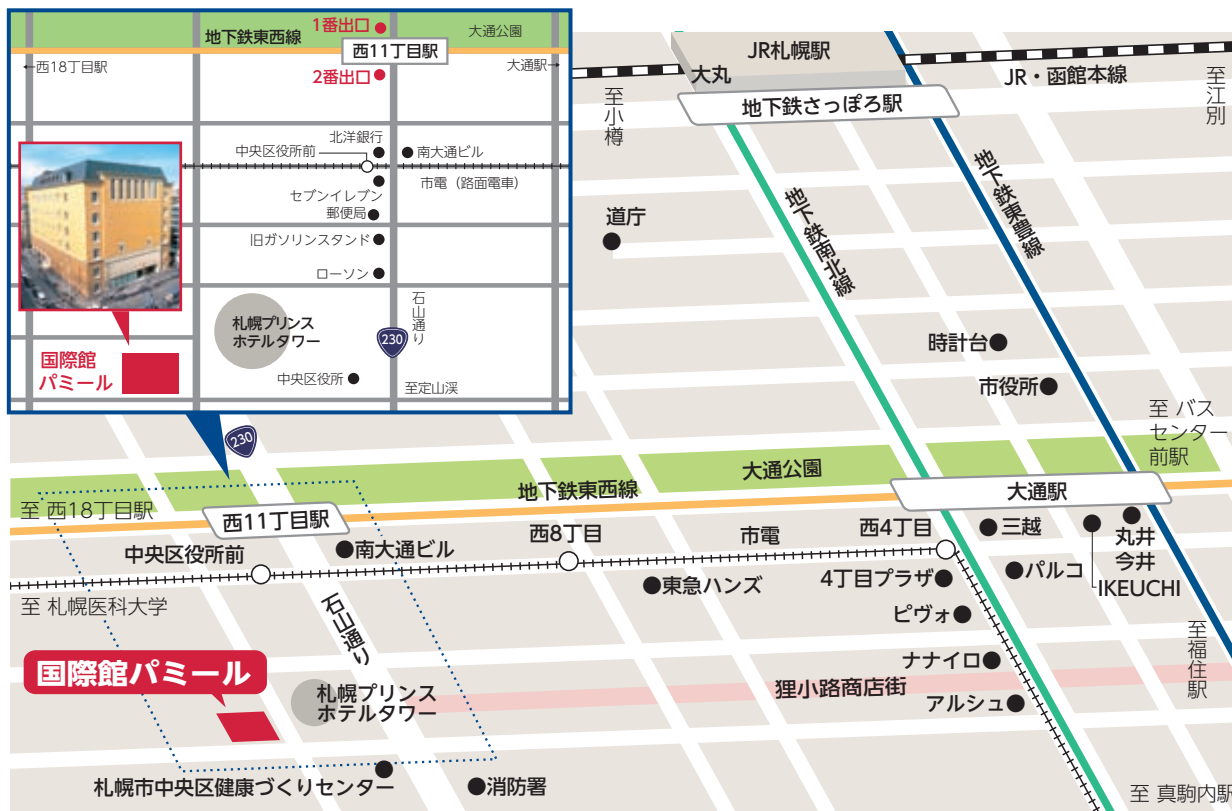 1番出口
地下鉄東西線
大通公園
西11丁目駅
←西18丁目駅
大通駅→
2番出口
北洋銀行
中央区役所前
南大通ビル
市電（路面電車）
セブンイレブン
郵便局
旧ガソリンスタンド
ローソン
石山通り
札幌プリンス
ホテルタワー
230
国際館
パミール
中央区役所
至定山渓
JR札幌駅
大丸
JR・函館本線
地下鉄さっぽろ駅
至小樽
至江別
地下鉄南北線
地下鉄東豊線
道庁
時計台
市役所
至 バス
センター
前駅
230
大通公園
地下鉄東西線
大通駅
至 西18丁目駅
西11丁目駅
中央区役所前
南大通ビル
西8丁目
市電
西4丁目
三越
丸井
今井
パルコ
IKEUCHI
東急ハンズ
4丁目プラザ
至 札幌医科大学
石山通り
ピヴォ
至福住駅
国際館パミール
ナナイロ
狸小路商店街
札幌プリンス
ホテルタワー
アルシュ
札幌市中央区健康づくりセンター
消防署
至 真駒内駅